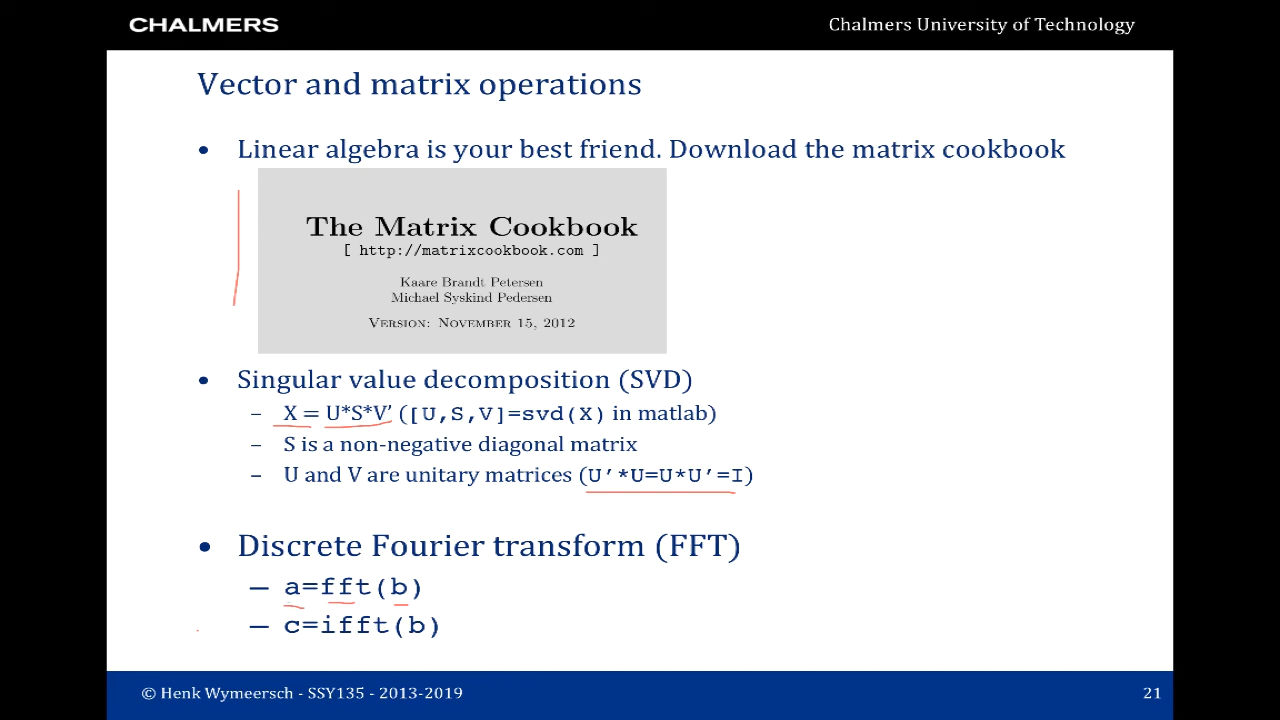 CHALMERS
Chalmers University of Technology
Vector and matrix operations
• Linear algebra is your best friend. Download the matrix cookbook
The Matrix Cookbook
[ http://matrixcookbook.com ]
Kaare Brandt Petersen
Michael Syskind Pedersen
Version: November 15, 2012
• Singular value decomposition (SVD)
– X = U*S*V’ ([U,S,V]=svd(X) in matlab)
– S is a non-negative diagonal matrix
– U and V are unitary matrices (U’*U=U*U’=I)
• Discrete Fourier transform (FFT)
– a=fft(b)
– c=ifft(b)
© Henk Wymeersch - SSY135 - 2013-2019
21